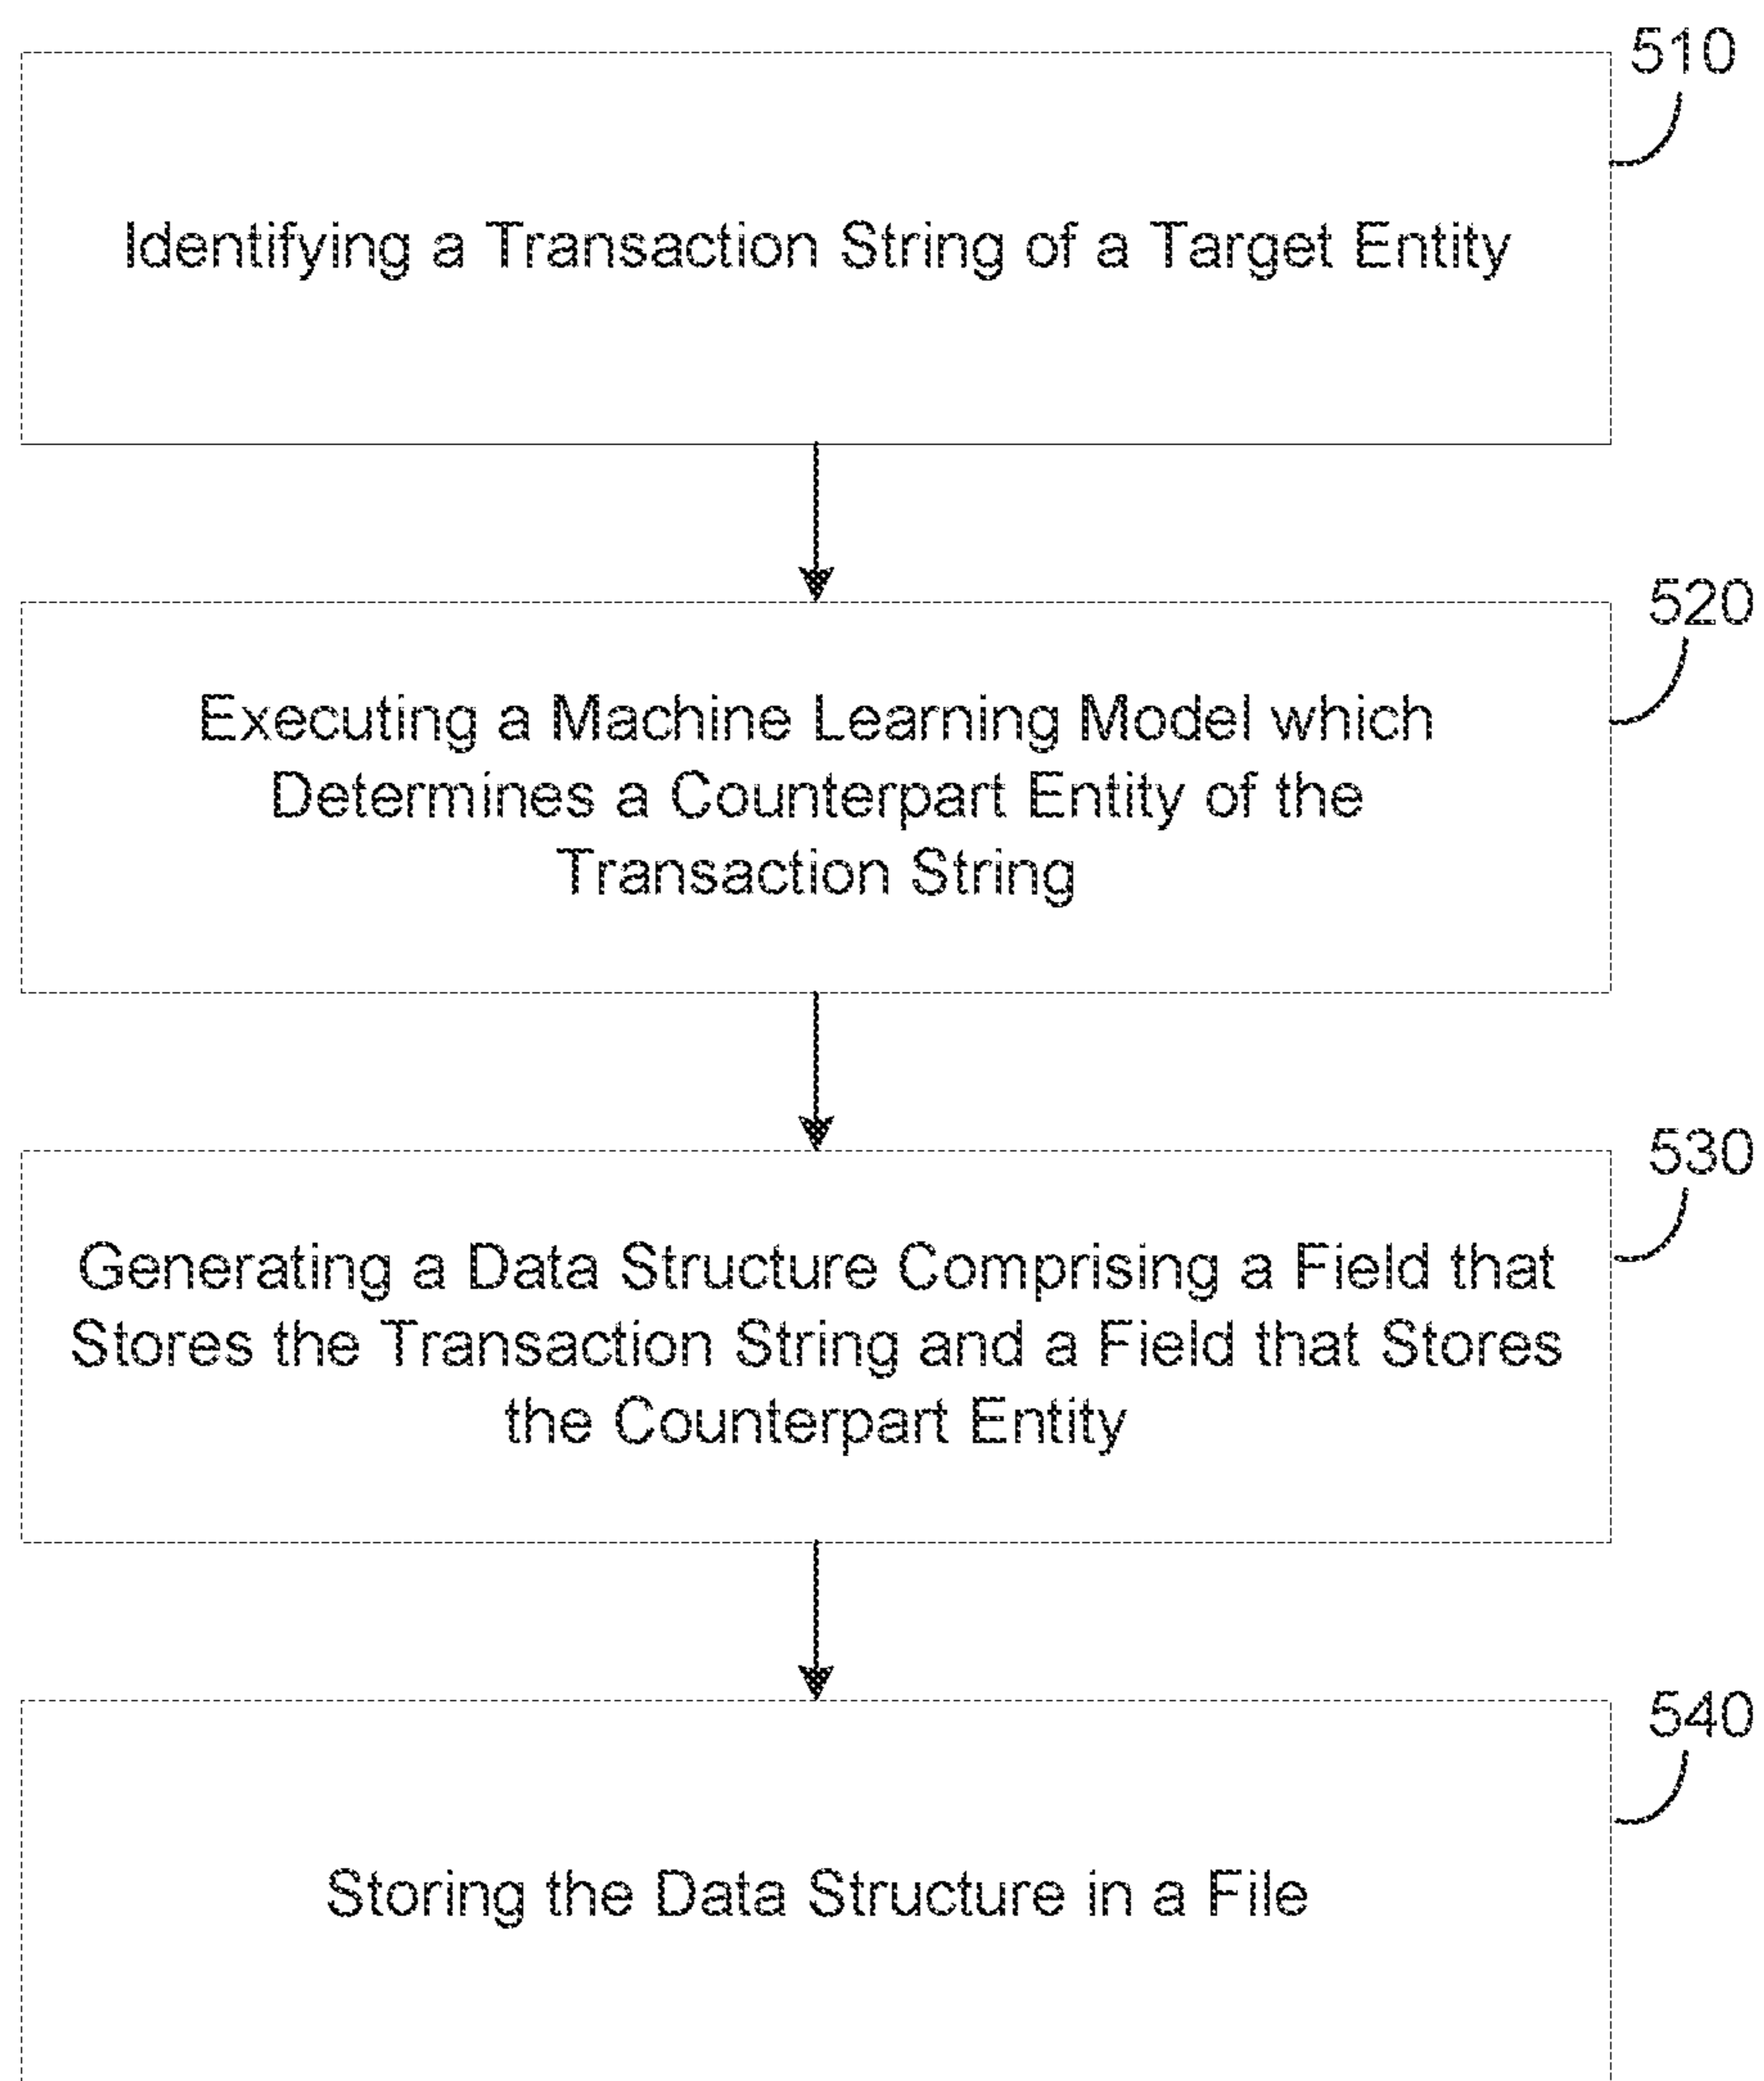 510
Identifying a Transaction String of a Target Entity
520
Executing a Machine Learning Model which
Determines a Counterpart Entity of the
Transaction String
530
Generating a Data Structure Comprising a Field that
Stores the Transaction String and a Field that Stores
the Counterpart Entity
540
Storing the Data Structure in a File